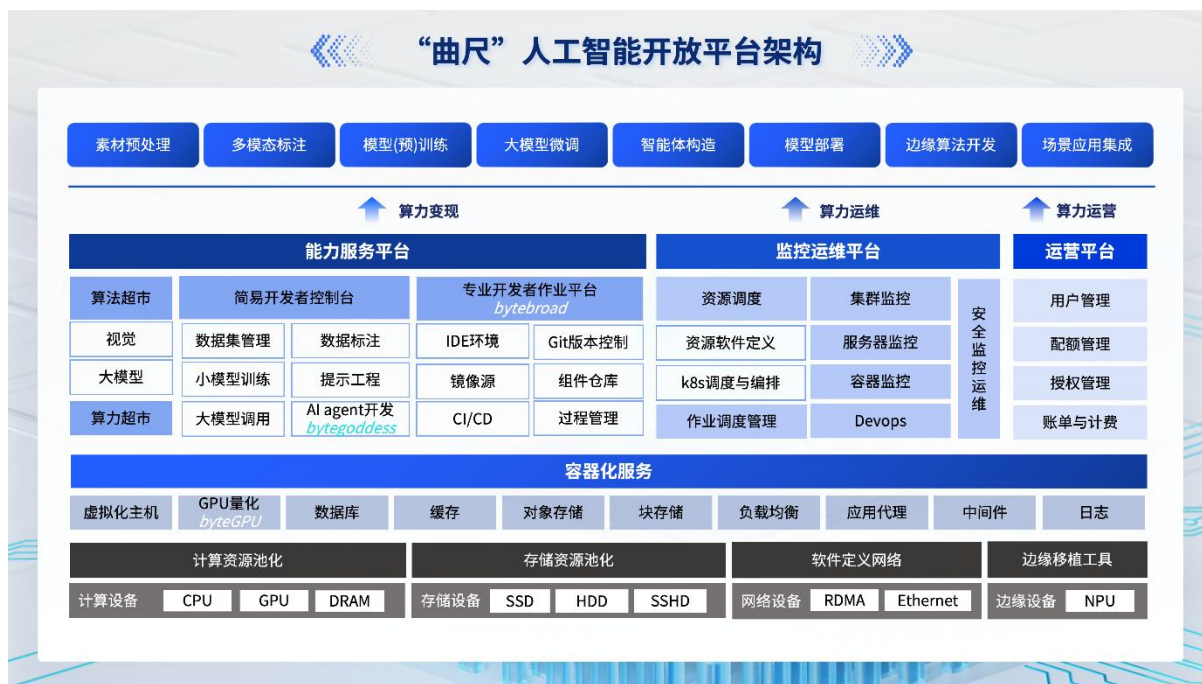 “曲尺”人工智能开放平台架构
素材预处理 多模态标注 模型(预)训练 大模型微调 智能体构造 模型部署 边缘算法开发 场景应用集成
算力变现 算力运维 算力运营
能力服务平台 监控运维平台 运营平台
算法超市 简易开发者控制台 专业开发者作业平台 bytebroad 资源调度 集群监控 安全监控运维 用户管理
视觉 数据集管理 数据标注 IDE环境 Git版本控制 资源软件定义 服务器监控 配额管理
大模型 小模型训练 提示工程 镜像源 组件仓库 k8s调度与编排 容器监控 授权管理
算力超市 大模型调用 AI agent开发 bytegoddess CI/CD 过程管理 作业调度管理 Devops 账单与计费
容器化服务
虚拟化主机 GPU量化 byteGPU 数据库 缓存 对象存储 块存储 负载均衡 应用代理 中间件 日志
计算资源池化 存储资源池化 软件定义网络 边缘移植工具
计算设备 CPU GPU DRAM 存储设备 SSD HDD SSHD 网络设备 RDMA Ethernet 边缘设备 NPU